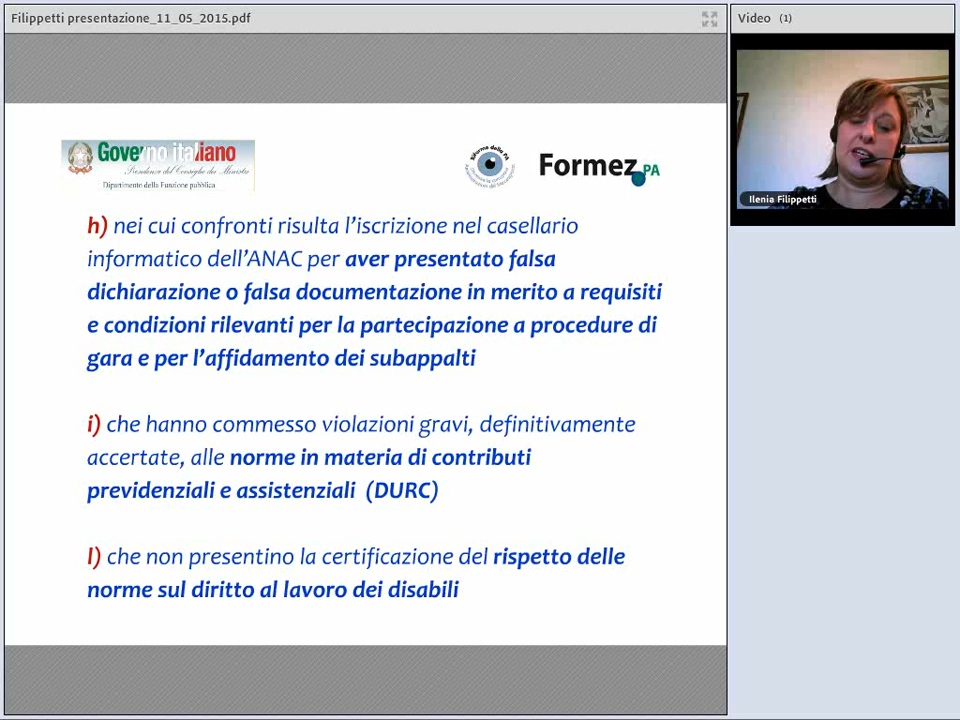 Filippetti presentazione_11_05_2015.pdf
Video (1)
Governo italiano
Presidenza del Consiglio dei Ministri
Dipartimento della Funzione pubblica
Riforma della PA
Formez PA
Ilenia Filippetti
h) nei cui confronti risulta l’iscrizione nel casellario
informatico dell’ANAC per aver presentato falsa
dichiarazione o falsa documentazione in merito a requisiti
e condizioni rilevanti per la partecipazione a procedure di
gara e per l’affidamento dei subappalti
i) che hanno commesso violazioni gravi, definitivamente
accertate, alle norme in materia di contributi
previdenziali e assistenziali (DURC)
l) che non presentino la certificazione del rispetto delle
norme sul diritto al lavoro dei disabili